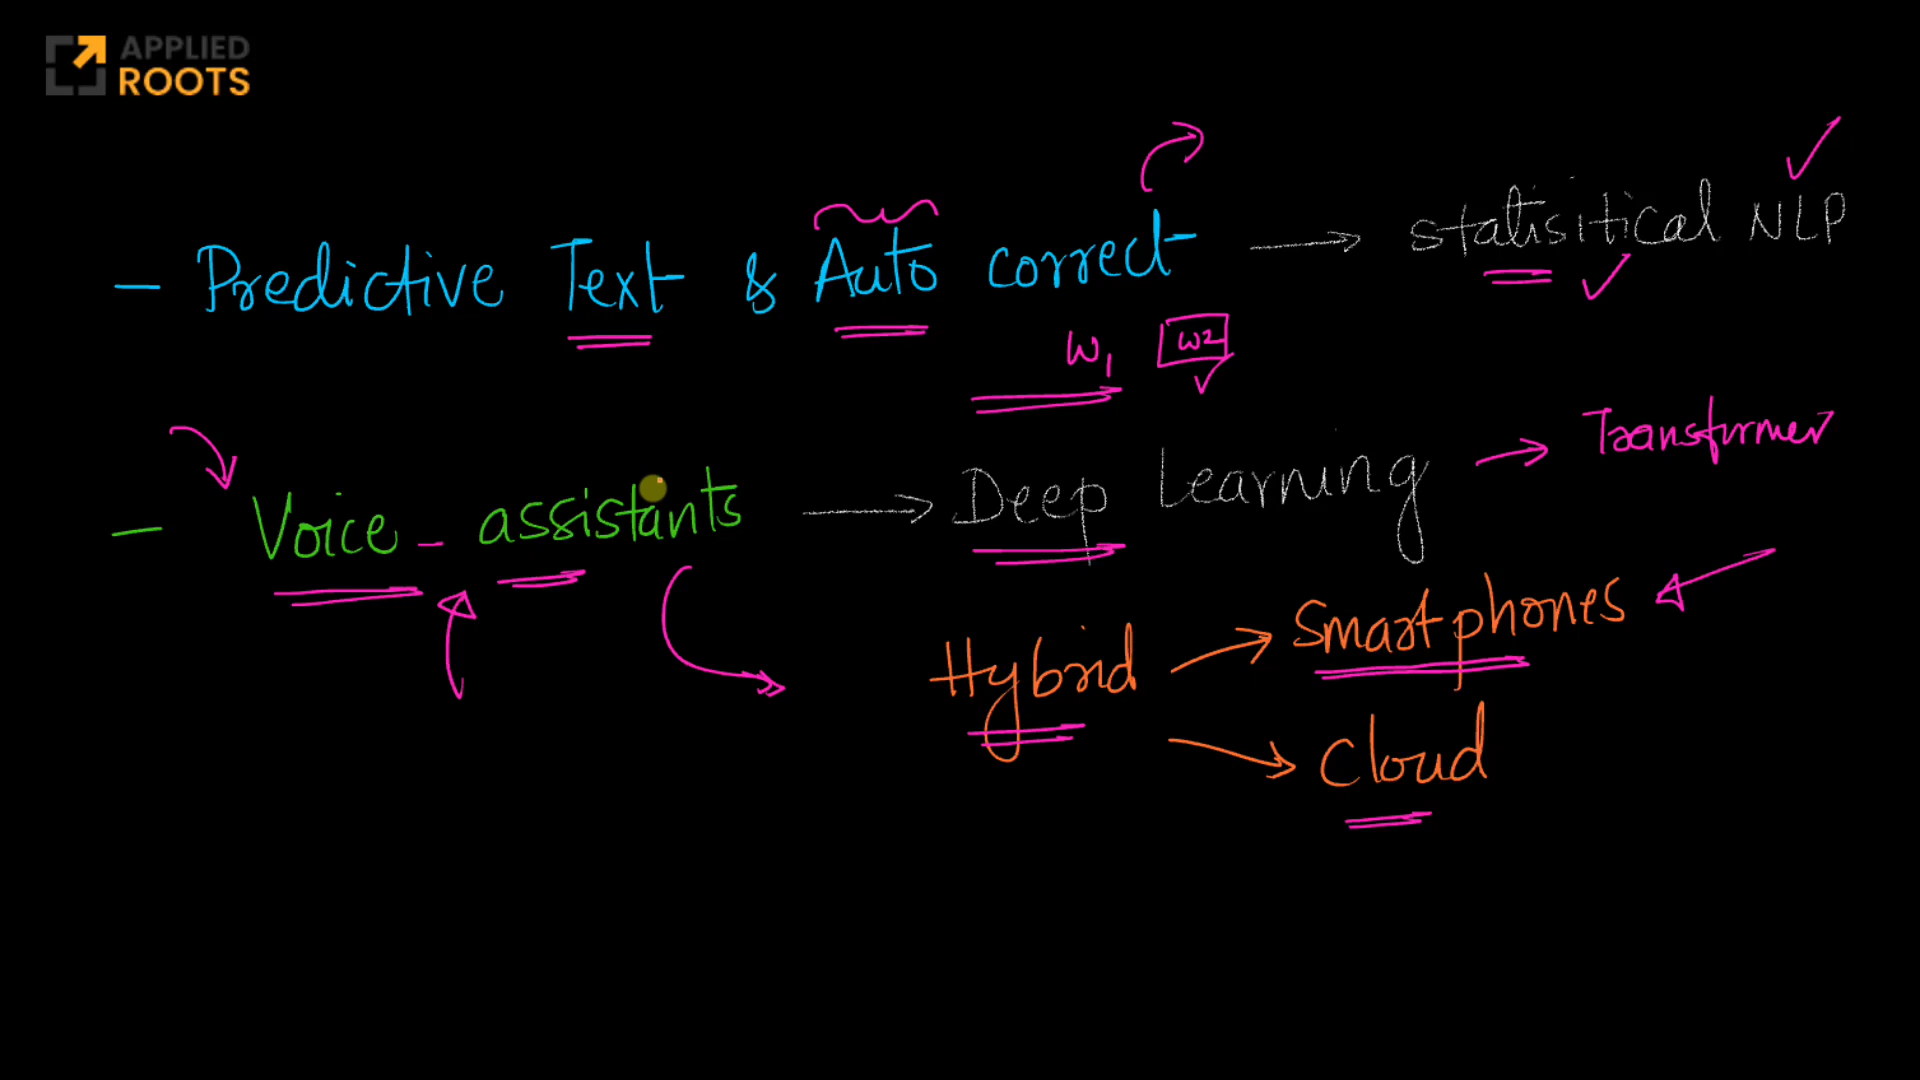 APPLIED
ROOTS
- Predictive Text & Auto correct → statisitical NLP
w1 w2
- Voice - assistants → Deep Learning → Transformer
Hybrid → Smartphones
→ Cloud